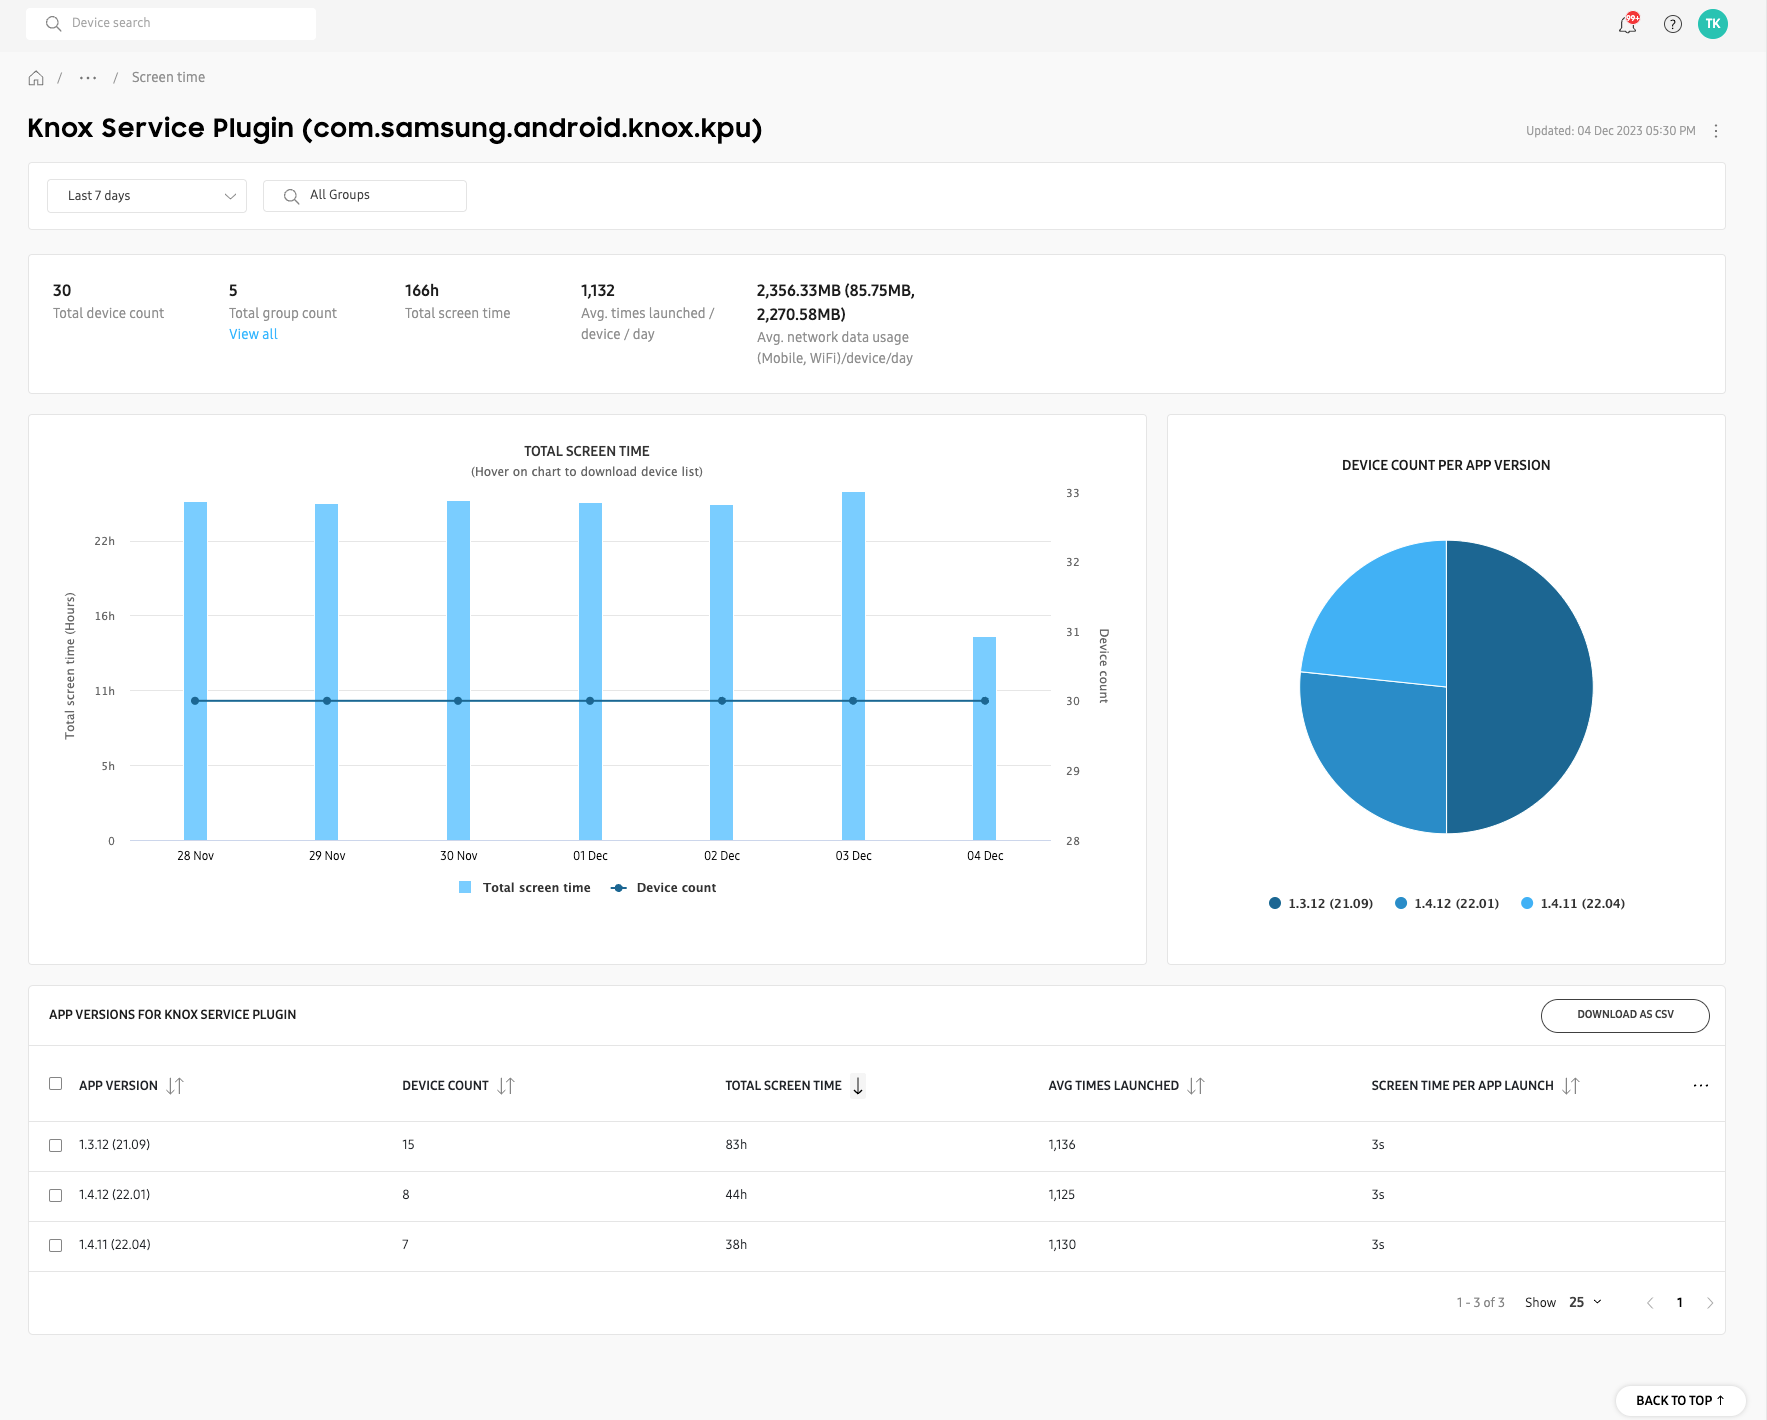 Device search
99+
?
TK
/ ··· / Screen time
Knox Service Plugin (com.samsung.android.knox.kpu)
Updated: 04 Dec 2023 05:30 PM
Last 7 days
All Groups
30
Total device count
5
Total group count
View all
166h
Total screen time
1,132
Avg. times launched /
device / day
2,356.33MB (85.75MB,
2,270.58MB)
Avg. network data usage
(Mobile, WiFi)/device/day
TOTAL SCREEN TIME
(Hover on chart to download device list)
Total screen time (Hours)
22h
16h
11h
5h
0
33
32
31
30
29
28
Device count
28 Nov
29 Nov
30 Nov
01 Dec
02 Dec
03 Dec
04 Dec
Total screen time
Device count
DEVICE COUNT PER APP VERSION
1.3.12 (21.09)
1.4.12 (22.01)
1.4.11 (22.04)
APP VERSIONS FOR KNOX SERVICE PLUGIN
DOWNLOAD AS CSV
APP VERSION DEVICE COUNT TOTAL SCREEN TIME AVG TIMES LAUNCHED SCREEN TIME PER APP LAUNCH ···
1.3.12 (21.09) 15 83h 1,136 3s
1.4.12 (22.01) 8 44h 1,125 3s
1.4.11 (22.04) 7 38h 1,130 3s
1 - 3 of 3 Show 25 1
BACK TO TOP ↑